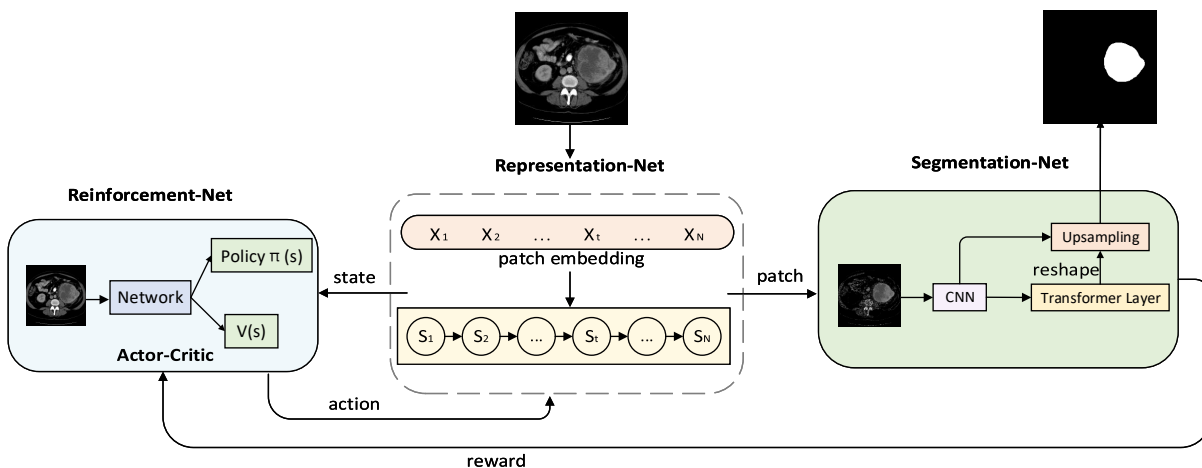 Representation-Net
Segmentation-Net
Reinforcement-Net
X1 X2 ... Xt ... XN
patch embedding
S1 S2 ... St ... SN
Policy π (s)
Network
V(s)
Actor-Critic
state
patch
action
reward
Upsampling
reshape
CNN
Transformer Layer